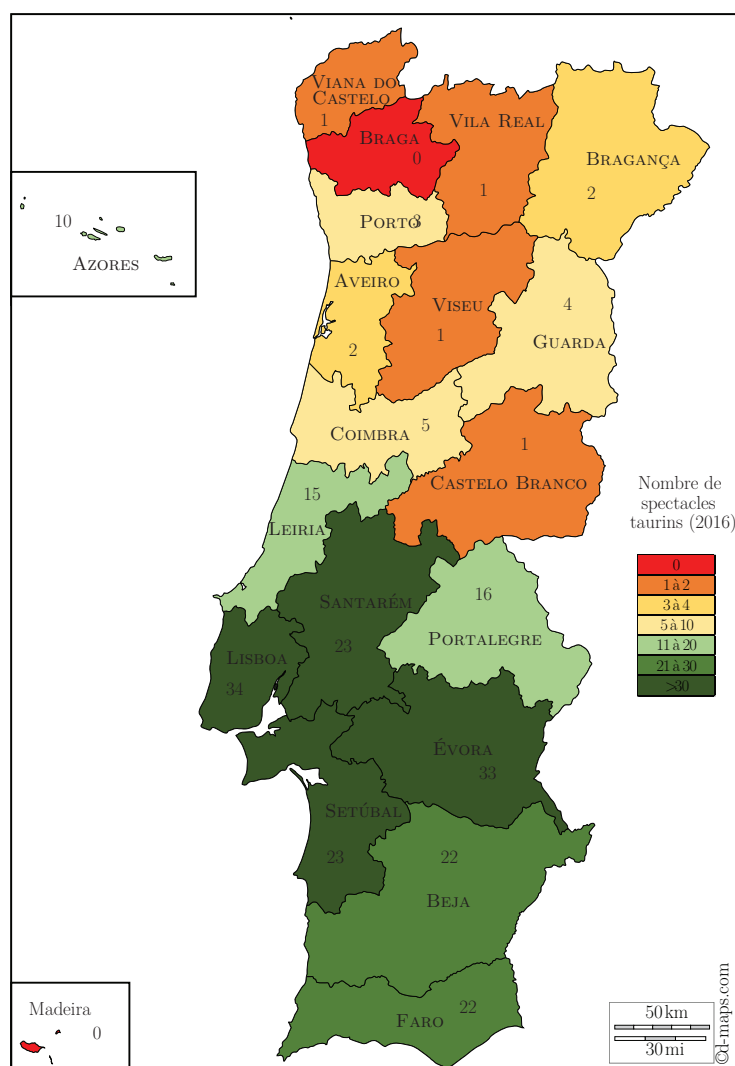 VIANA DO
CASTELO
1
BRAGA
0
VILA REAL
1
BRAGANÇA
2
10
AZORES
PORTO
3
AVEIRO
2
VISEU
1
4
GUARDA
COIMBRA
5
1
CASTELO BRANCO
15
LEIRIA
SANTARÉM
23
16
PORTALEGRE
LISBOA
34
ÉVORA
33
SETÚBAL
23
22
BEJA
22
FARO
Madeira
0
Nombre de
spectacles
taurins (2016)
0
1 à 2
3 à 4
5 à 10
11 à 20
21 à 30
>30
50 km
30 mi
©d-maps.com